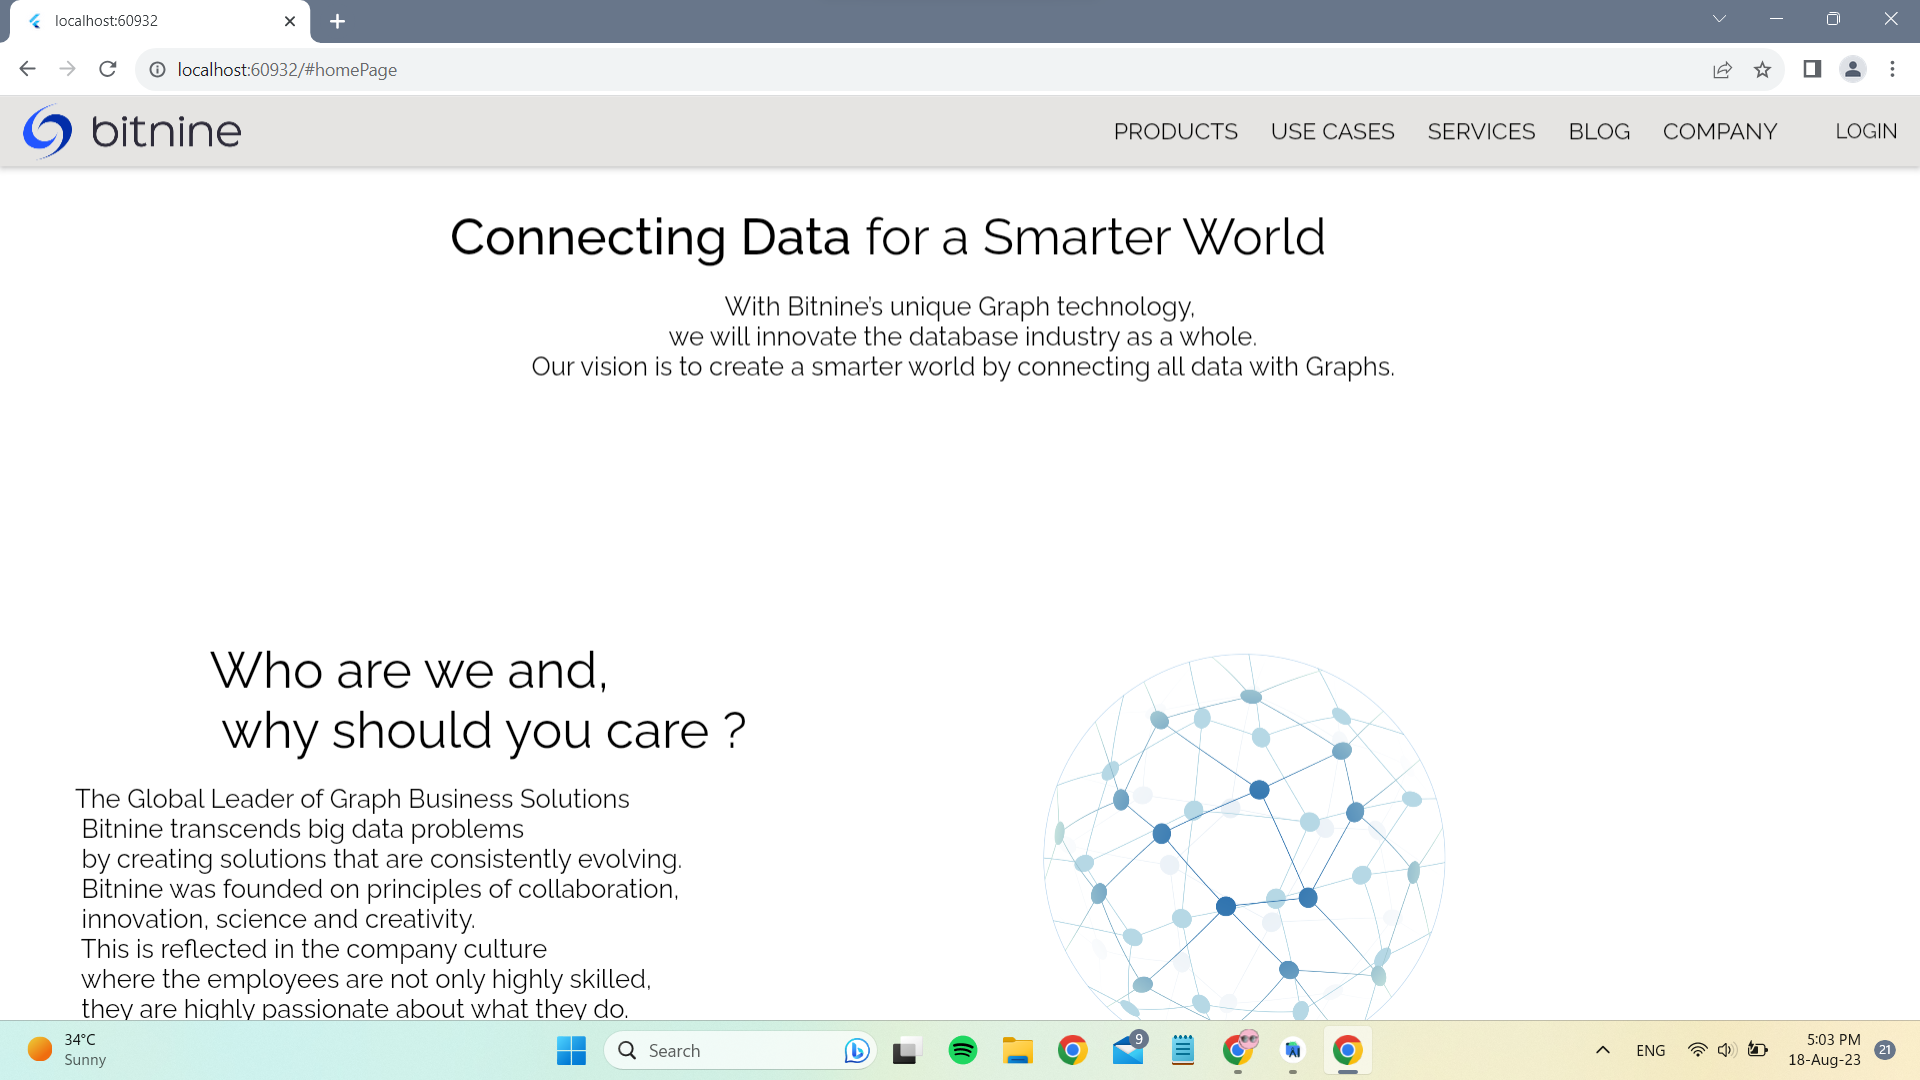 localhost:60932
localhost:60932/#homePage
bitnine
PRODUCTS USE CASES SERVICES BLOG COMPANY LOGIN
Connecting Data for a Smarter World
With Bitnine's unique Graph technology,
we will innovate the database industry as a whole.
Our vision is to create a smarter world by connecting all data with Graphs.
Who are we and,
why should you care ?
The Global Leader of Graph Business Solutions
Bitnine transcends big data problems
by creating solutions that are consistently evolving.
Bitnine was founded on principles of collaboration,
innovation, science and creativity.
This is reflected in the company culture
where the employees are not only highly skilled,
they are highly passionate about what they do.
34°C
Sunny
Search
9
ENG
5:03 PM
18-Aug-23
21